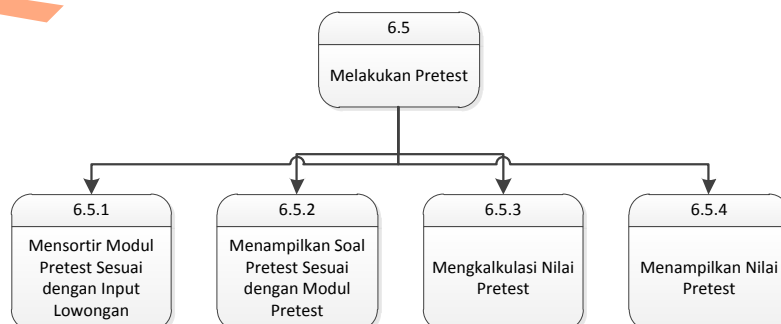 6.5
Melakukan Pretest
6.5.1
Mensortir Modul
Pretest Sesuai
dengan Input
Lowongan
6.5.2
Menampilkan Soal
Pretest Sesuai
dengan Modul
Pretest
6.5.3
Mengkalkulasi Nilai
Pretest
6.5.4
Menampilkan Nilai
Pretest